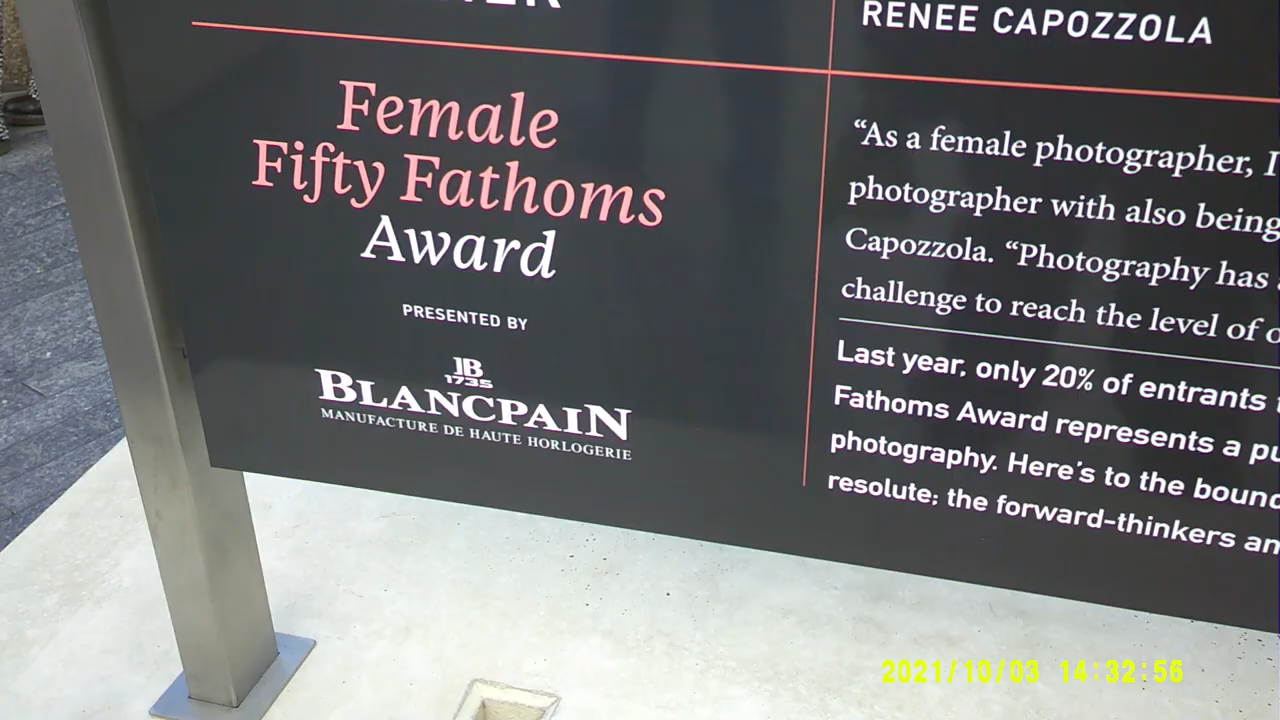 RENEE CAPOZZOLA
Female
Fifty Fathoms
Award
PRESENTED BY
JB
1735
BLANCPAIN
MANUFACTURE DE HAUTE HORLOGERIE
“As a female photographer, I
photographer with also being
Capozzola. “Photography has
challenge to reach the level of
Last year, only 20% of entrants
Fathoms Award represents a
photography. Here's to the
resolute; the forward-thinkers
2021/10/03 14:32:56